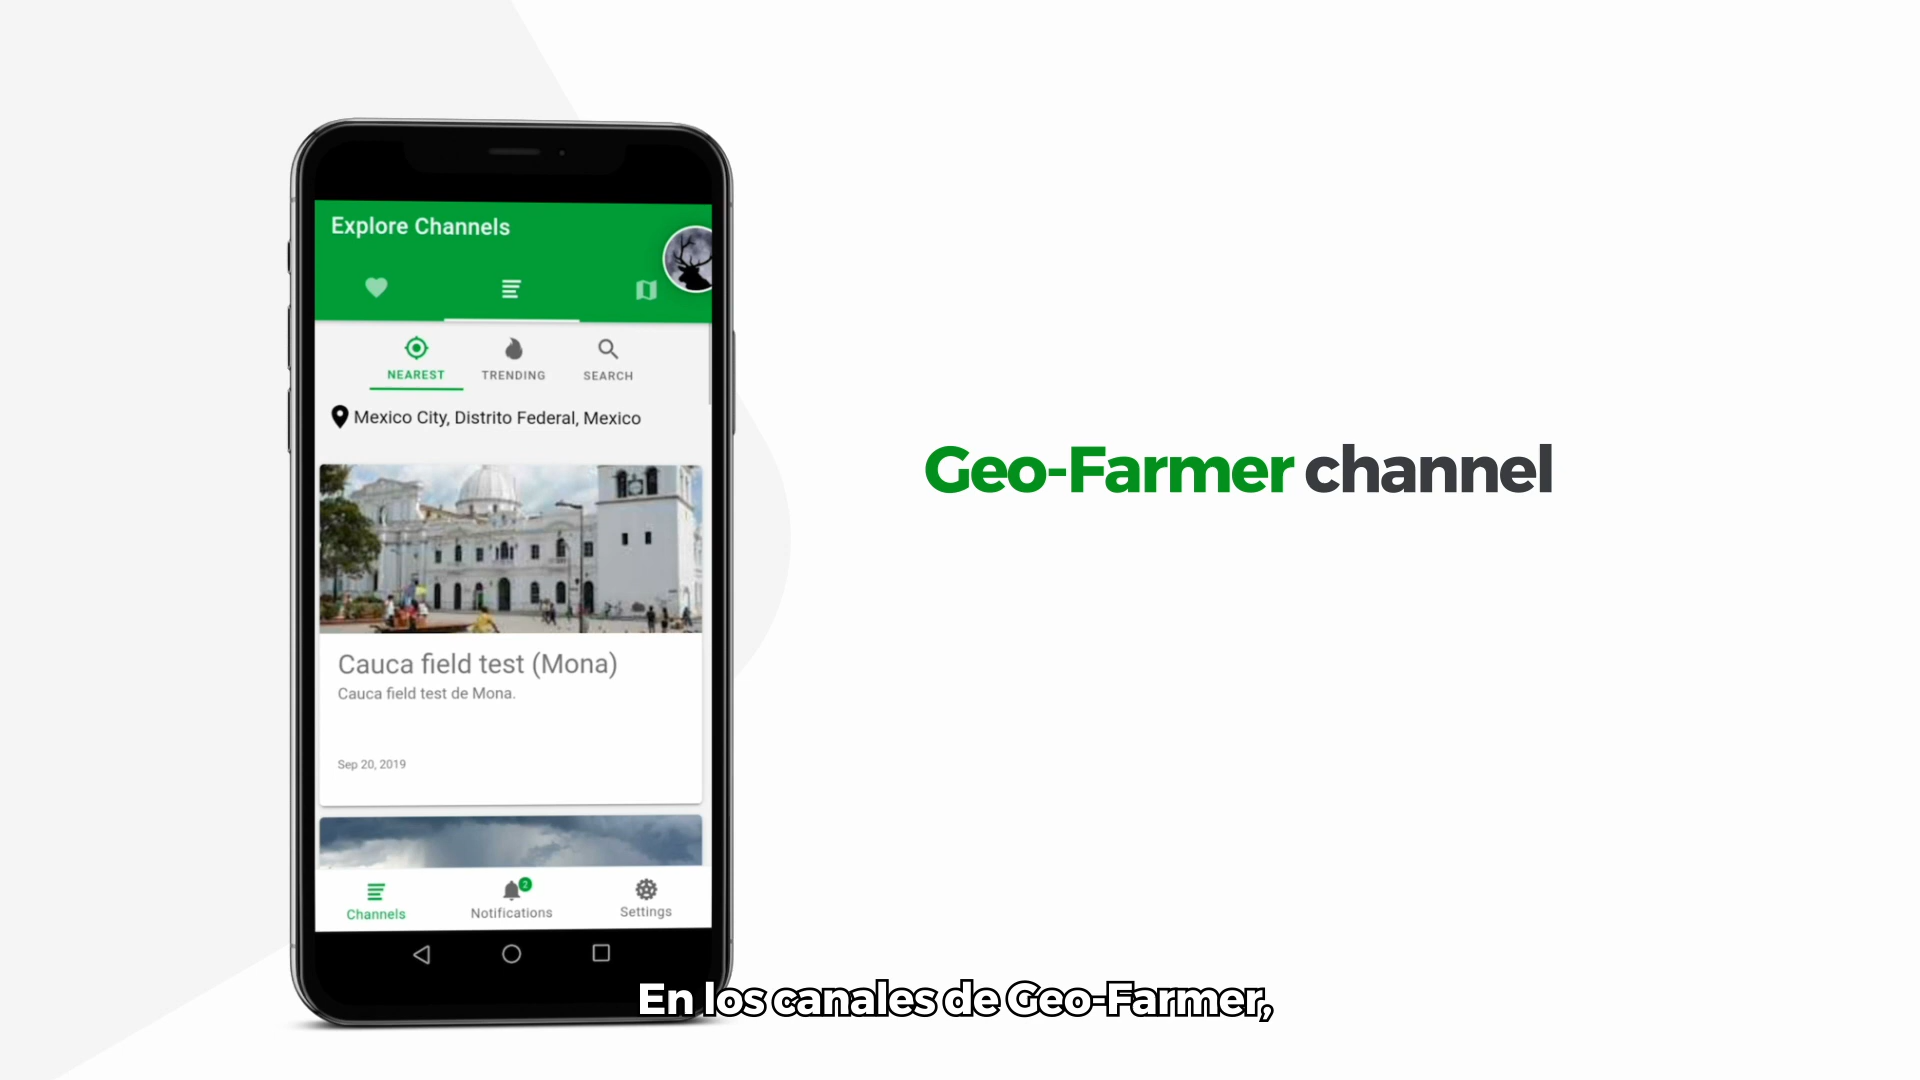 Explore Channels
NEAREST
TRENDING
SEARCH
Mexico City, Distrito Federal, Mexico
Cauca field test (Mona)
Cauca field test de Mona.
Sep 20, 2019
2
Channels
Notifications
Settings
Geo-Farmer channel
En los canales de Geo-Farmer,